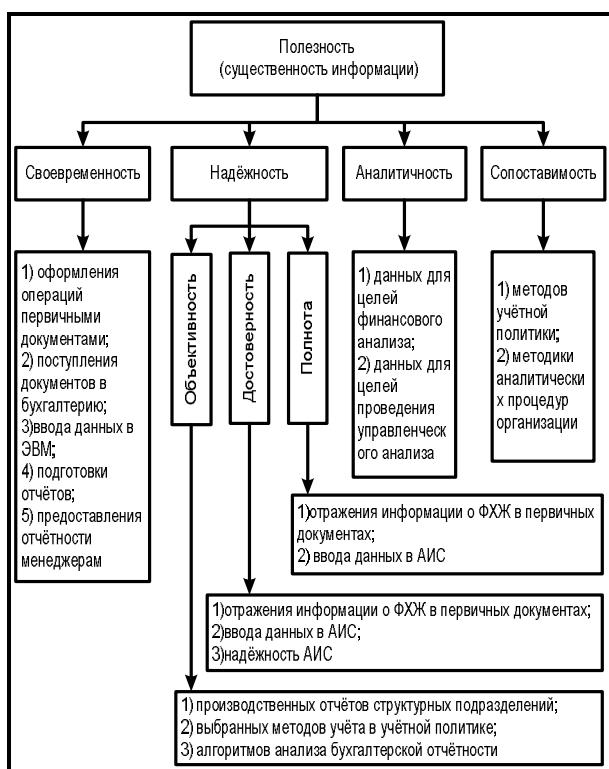 Полезность
(существенность информации)
Своевременность
Надёжность
Аналитичность
Сопоставимость
1) оформления
операций
первичными
документами;
2) поступления
документов в
бухгалтерию;
3)ввода данных в
ЭВМ;
4) подготовки
отчётов;
5) предоставления
отчётности
менеджерам
Объективность
Достоверность
Полнота
1) данных для
целей
финансового
анализа;
2) данных для
целей
проведения
управленчес
ого анализа
1) методов
учётной
политики;
2) методики
аналитически
х процедур
организации
1)отражения информации о ФХЖ в первичных
документах;
2) ввода данных в АИС
1)отражения информации о ФХЖ в первичных документах;
2)ввода данных в АИС;
3)надёжность АИС
1) производственных отчётов структурных подразделений;
2) выбранных методов учёта в учётной политике;
3) алгоритмов анализа бухгалтерской отчётности